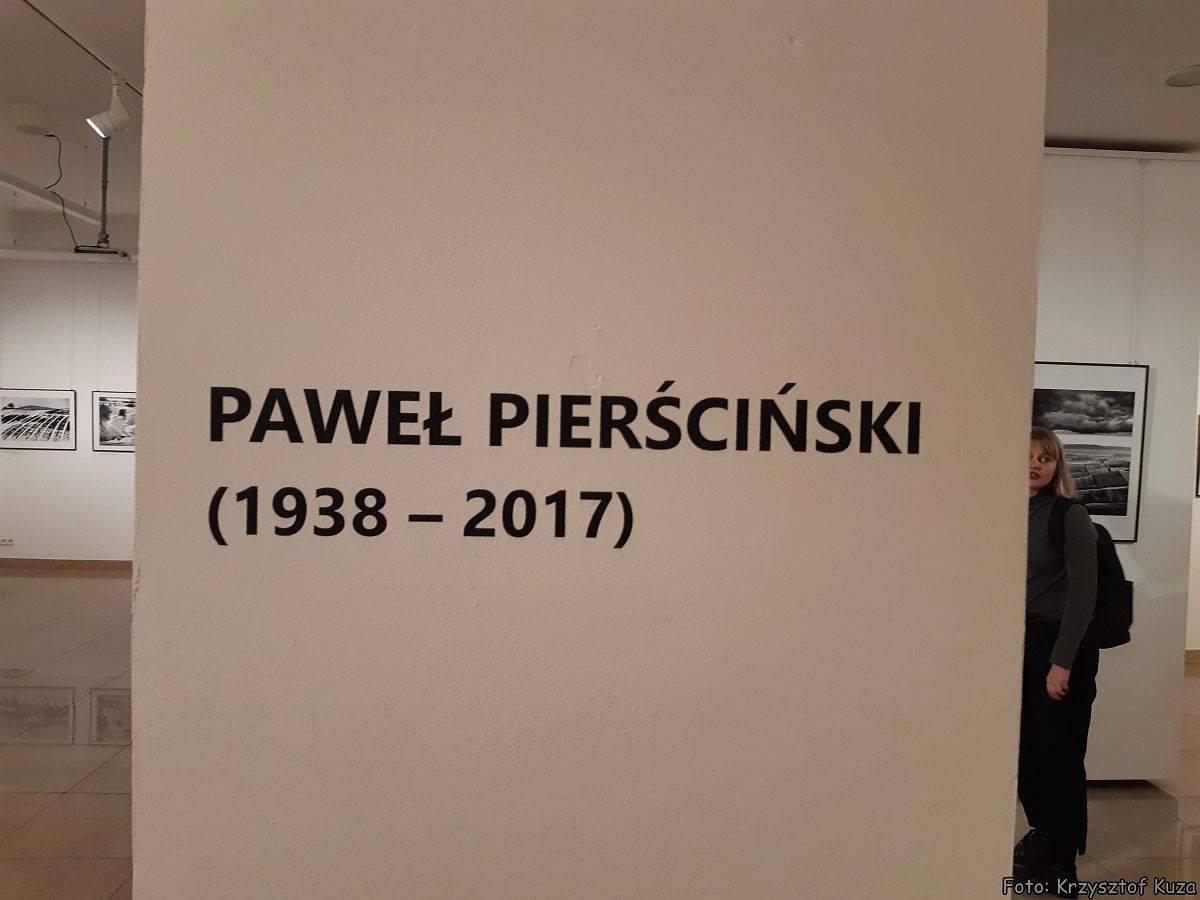 PAWEŁ PIERŚCIŃSKI
(1938 – 2017)
Foto: Krzysztof Kuza